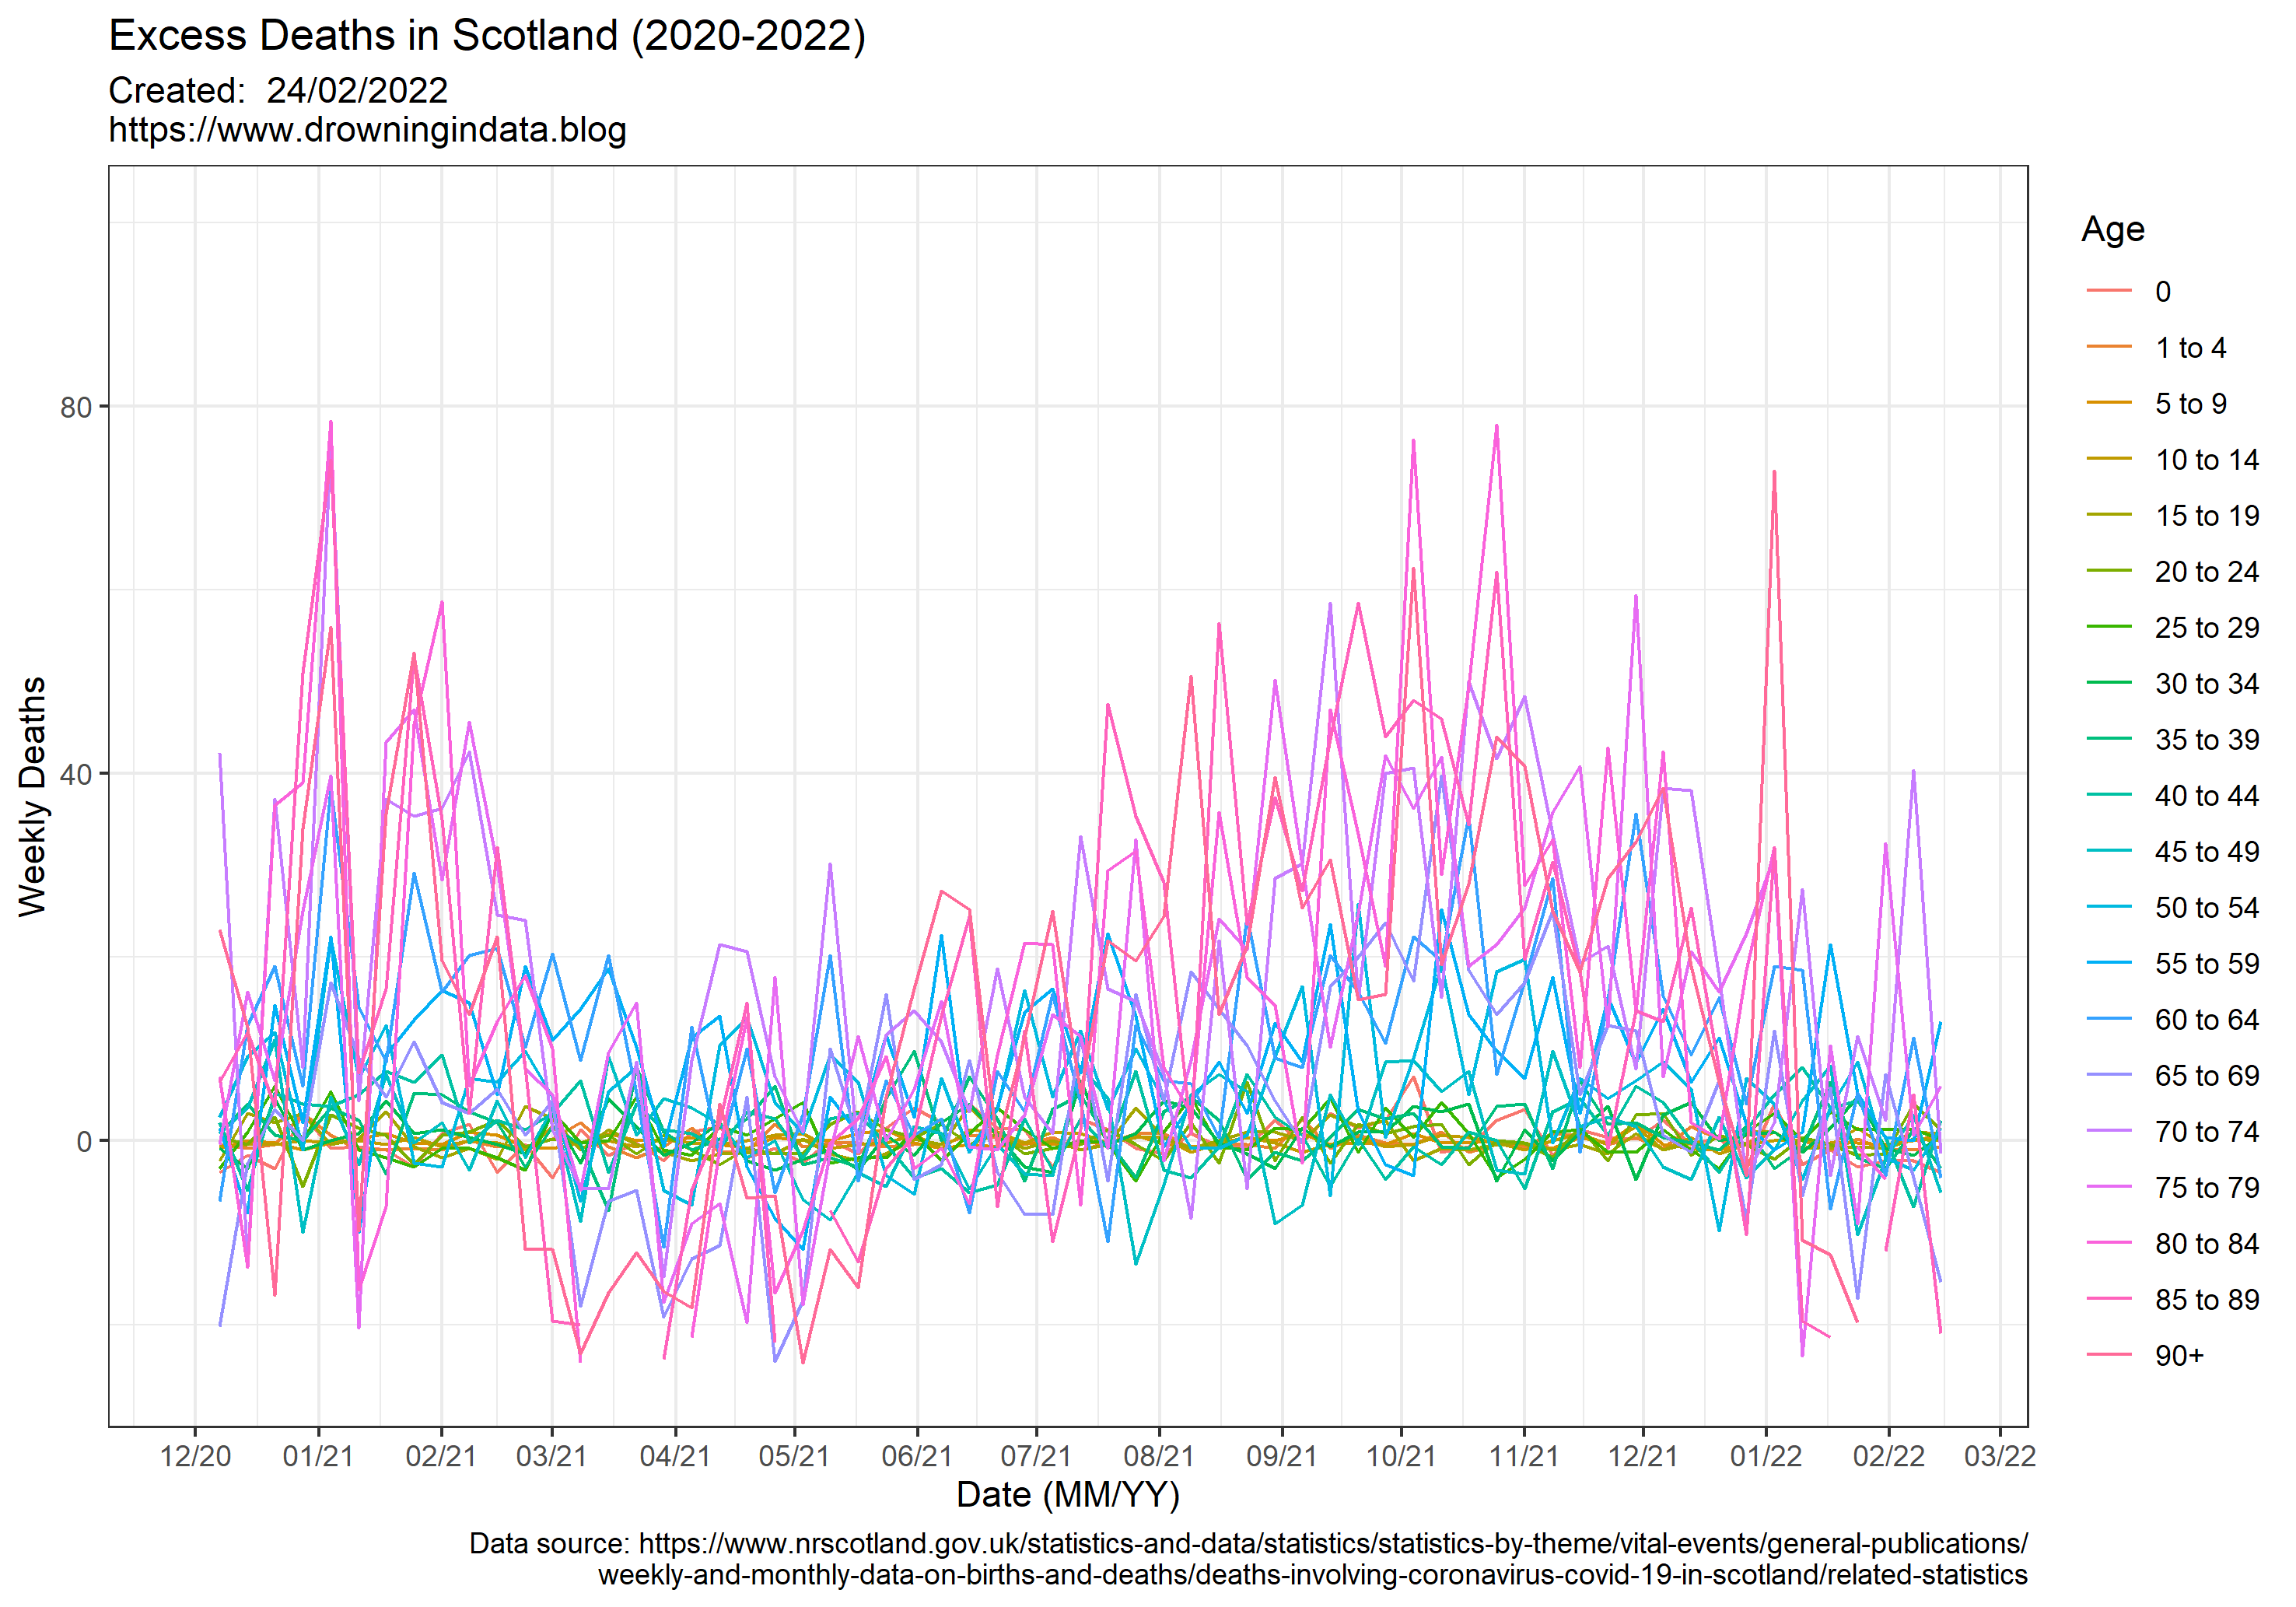 Excess Deaths in Scotland (2020-2022)
Created:  24/02/2022
https://www.drowningindata.blog
Weekly Deaths
80
40
0
12/20 01/21 02/21 03/21 04/21 05/21 06/21 07/21 08/21 09/21 10/21 11/21 12/21 01/22 02/22 03/22
Date (MM/YY)
Age
0
1 to 4
5 to 9
10 to 14
15 to 19
20 to 24
25 to 29
30 to 34
35 to 39
40 to 44
45 to 49
50 to 54
55 to 59
60 to 64
65 to 69
70 to 74
75 to 79
80 to 84
85 to 89
90+
Data source: https://www.nrscotland.gov.uk/statistics-and-data/statistics/statistics-by-theme/vital-events/general-publications/
weekly-and-monthly-data-on-births-and-deaths/deaths-involving-coronavirus-covid-19-in-scotland/related-statistics